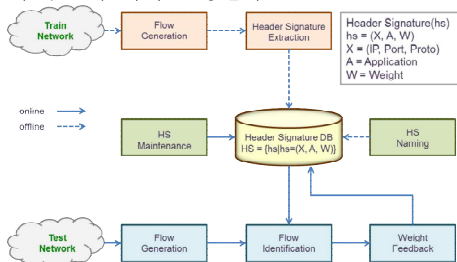 Train
Network
Flow
Generation
Header Signature
Extraction
Header Signature(hs)
hs = (X, A, W)
X = (IP, Port, Proto)
A = Application
W = Weight
online
offline
HS
Maintenance
Header Signature DB
HS = {hs|hs=(X, A, W)}
HS
Naming
Test
Network
Flow
Generation
Flow
Identification
Weight
Feedback